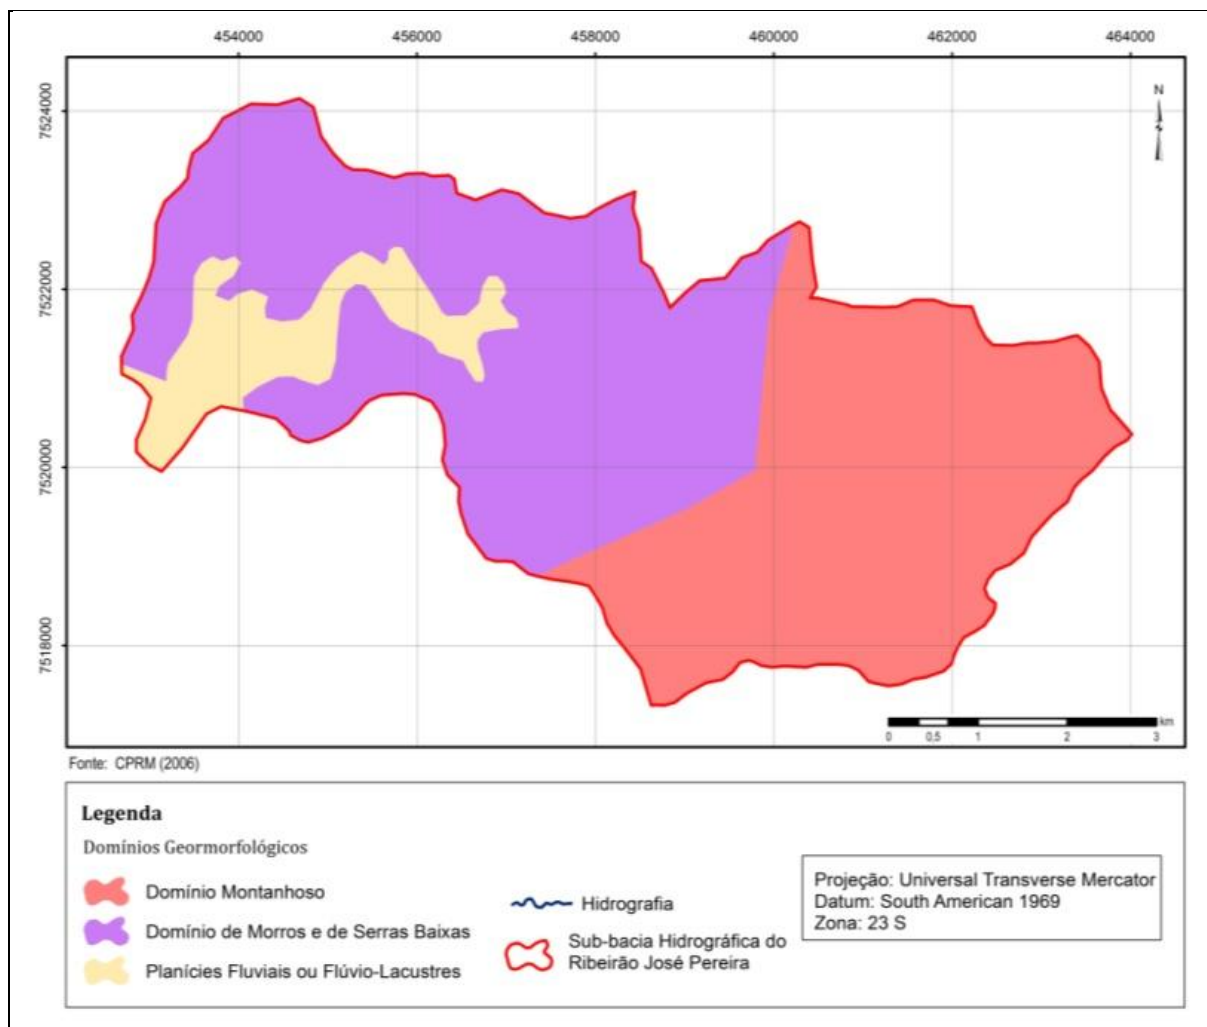 454000 456000 458000 460000 462000 464000
7524000
N
7522000
7520000
7518000
km
0 0,5 1 2 3
Fonte: CPRM (2006)
Legenda
Domínios Geormorfológicos
Domínio Montanhoso
Domínio de Morros e de Serras Baixas
Planícies Fluviais ou Flúvio-Lacustres
Hidrografia
Sub-bacia Hidrográfica do
Ribeirão José Pereira
Projeção: Universal Transverse Mercator
Datum: South American 1969
Zona: 23 S